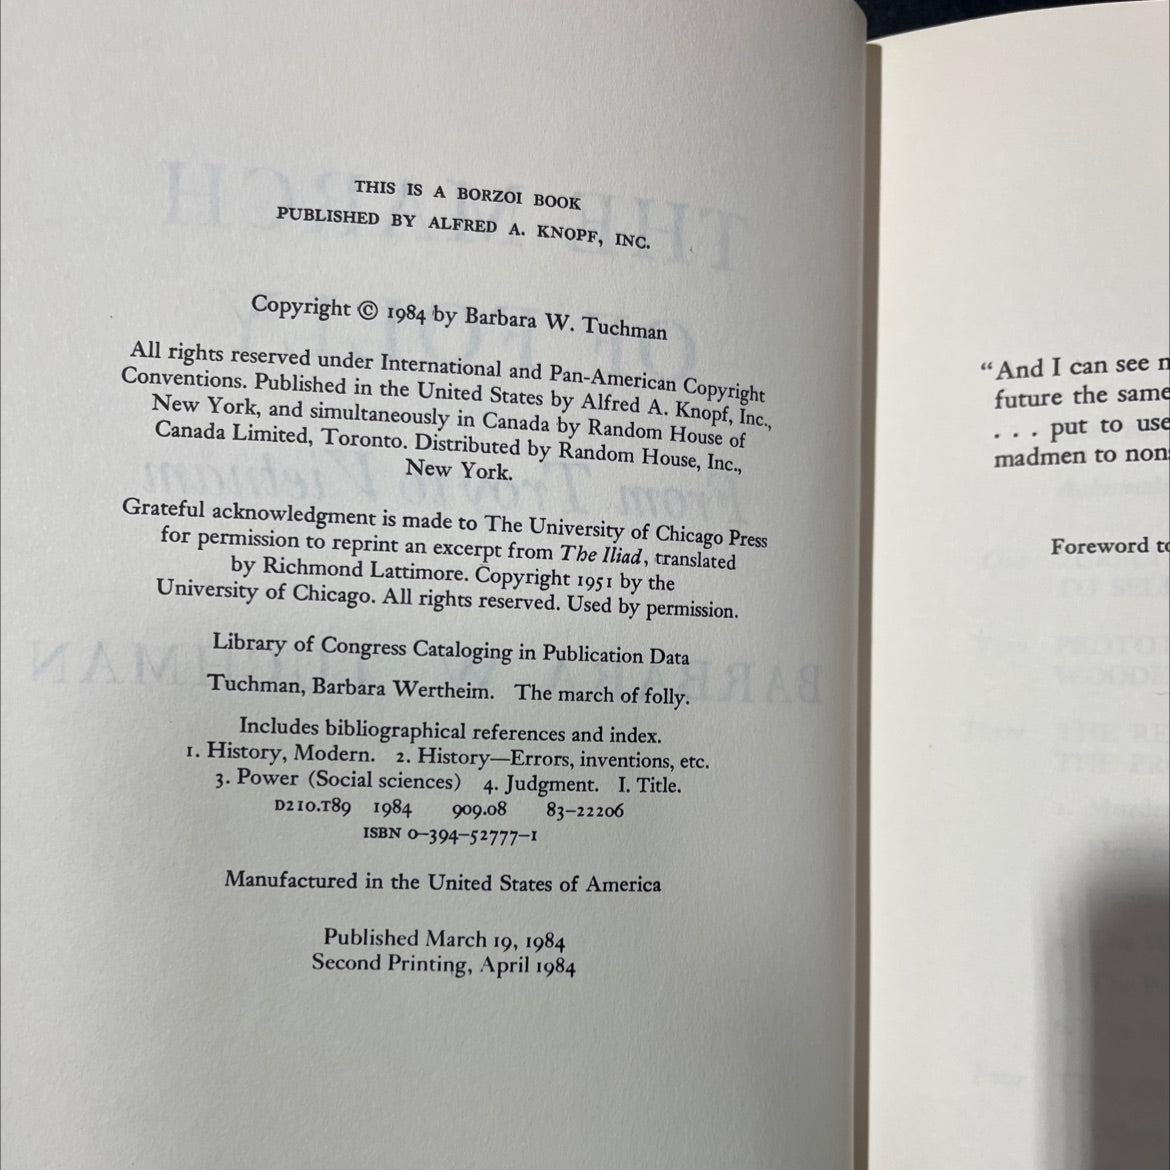 THIS IS A BORZOI BOOK
PUBLISHED BY ALFRED A. KNOPF, INC.
Copyright © 1984 by Barbara W. Tuchman
All rights reserved under International and Pan-American Copyright
Conventions. Published in the United States by Alfred A. Knopf, Inc.,
New York, and simultaneously in Canada by Random House of
Canada Limited, Toronto. Distributed by Random House, Inc.,
New York.
Grateful acknowledgment is made to The University of Chicago Press
for permission to reprint an excerpt from The Iliad, translated
by Richmond Lattimore. Copyright 1951 by the
University of Chicago. All rights reserved. Used by permission.
Library of Congress Cataloging in Publication Data
Tuchman, Barbara Wertheim. The march of folly.
Includes bibliographical references and index.
1. History, Modern. 2. History—Errors, inventions, etc.
3. Power (Social sciences) 4. Judgment. I. Title.
D210.T89 1984 909.08 83–22206
ISBN 0–394–52777–1
Manufactured in the United States of America
Published March 19, 1984
Second Printing, April 1984
“And I can see
future the same
. . . put to use
madmen to
Foreword